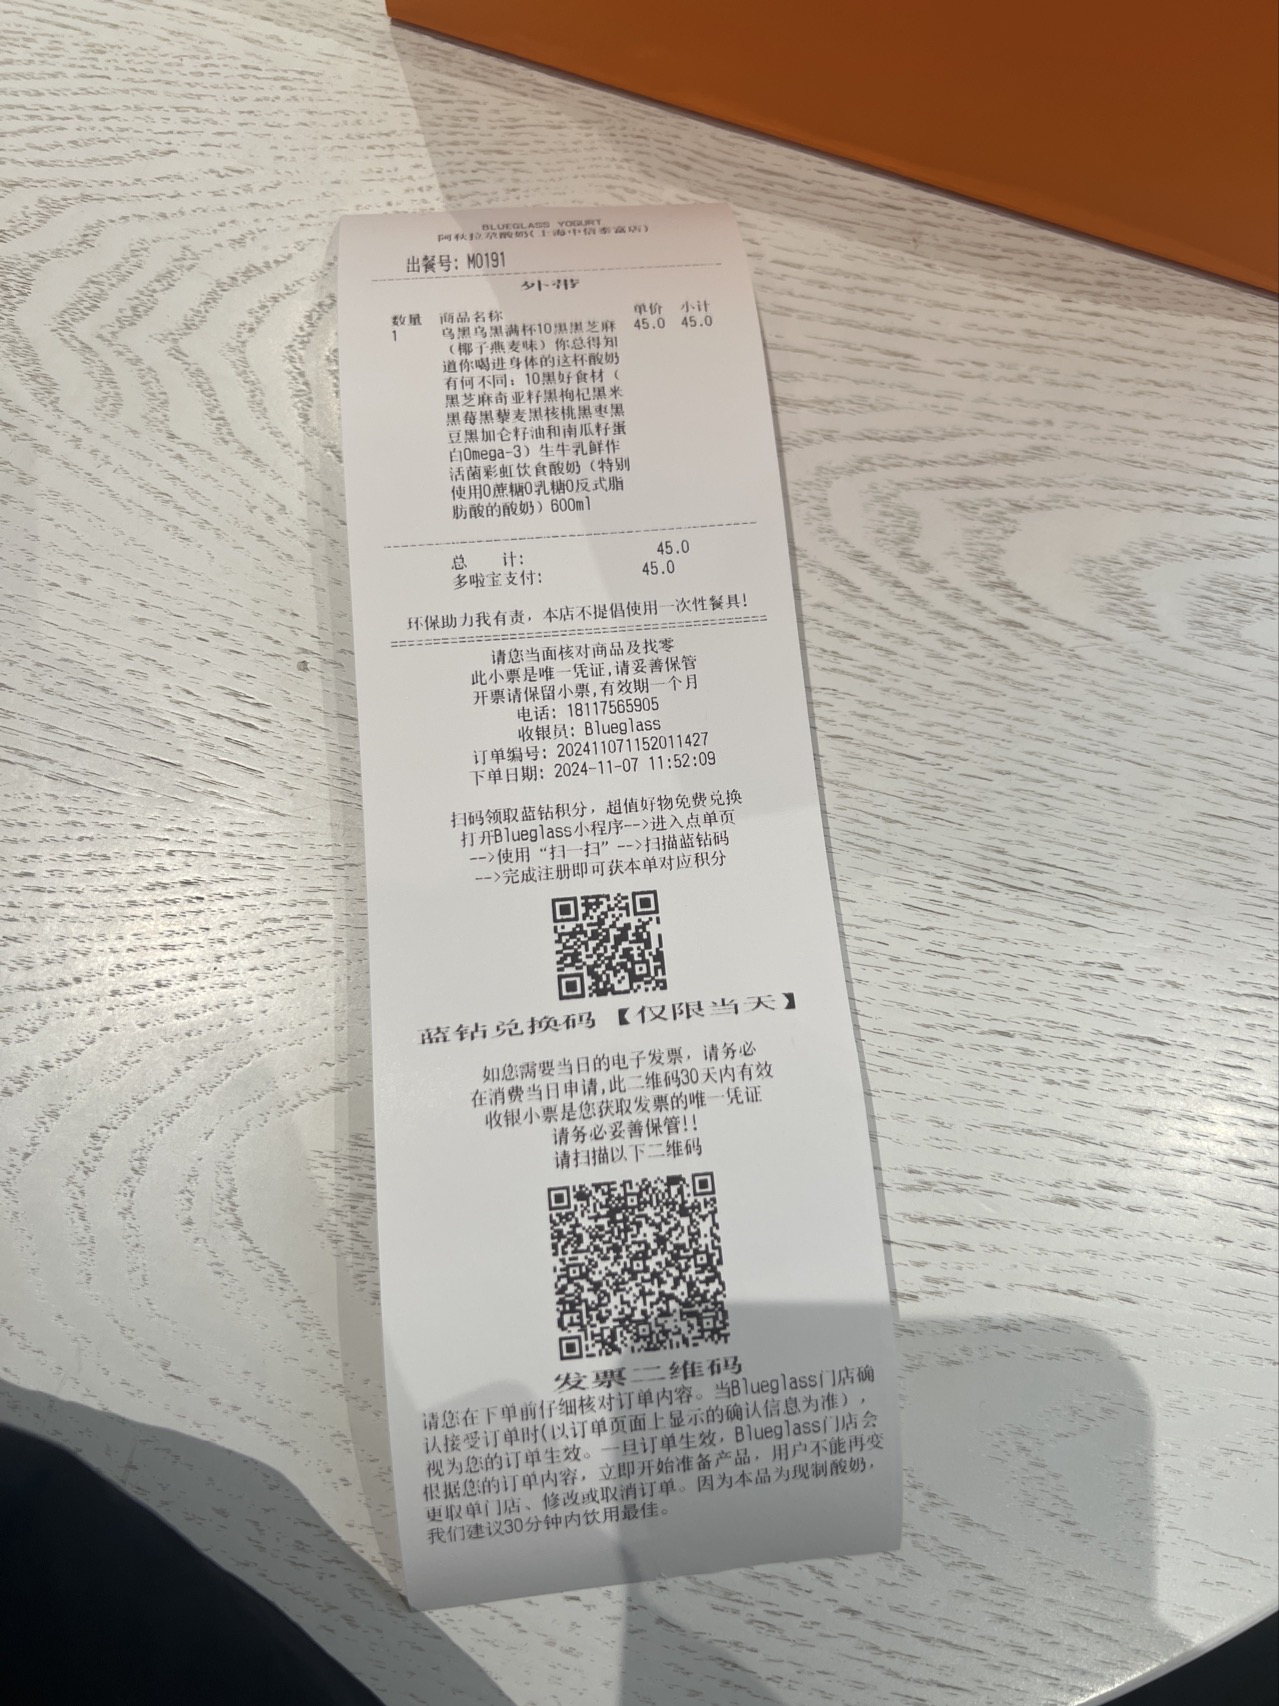 BLUEGLASS YOGURT
阿秋拉尕酸奶(上海中信泰富店)
出餐号: M0191
外带
数量 商品名称 单价 小计
1 乌黑乌黑满杯10黑黑芝麻 45.0 45.0
（椰子燕麦味）你总得知
道你喝进身体的这杯酸奶
有何不同：10黑好食材（
黑芝麻奇亚籽黑枸杞黑米
黑莓黑藜麦黑核桃黑枣黑
豆黑加仑籽油和南瓜籽蛋
白Omega-3）生牛乳鲜作
活菌彩虹饮食酸奶（特别
使用0蔗糖0乳糖0反式脂
肪酸的酸奶）600ml
总 计: 45.0
多啦宝支付: 45.0
环保助力我有责，本店不提倡使用一次性餐具!
请您当面核对商品及找零
此小票是唯一凭证,请妥善保管
开票请保留小票,有效期一个月
电话: 18117565905
收银员: Blueglass
订单编号: 202411071152011427
下单日期: 2024-11-07 11:52:09
扫码领取蓝钻积分，超值好物免费兑换
打开Blueglass小程序-->进入点单页
-->使用“扫一扫”-->扫描蓝钻码
-->完成注册即可获本单对应积分
蓝钻兑换码【仅限当天】
如您需要当日的电子发票，请务必
在消费当日申请,此二维码30天内有效
收银小票是您获取发票的唯一凭证
请务必妥善保管!!
请扫描以下二维码
发票二维码
请您在下单前仔细核对订单内容。当Blueglass门店确
认接受订单时(以订单页面上显示的确认信息为准)，
视为您的订单生效。一旦订单生效，Blueglass门店会
根据您的订单内容，立即开始准备产品，用户不能再变
更取单门店、修改或取消订单。因为本品为现制酸奶，
我们建议30分钟内饮用最佳。